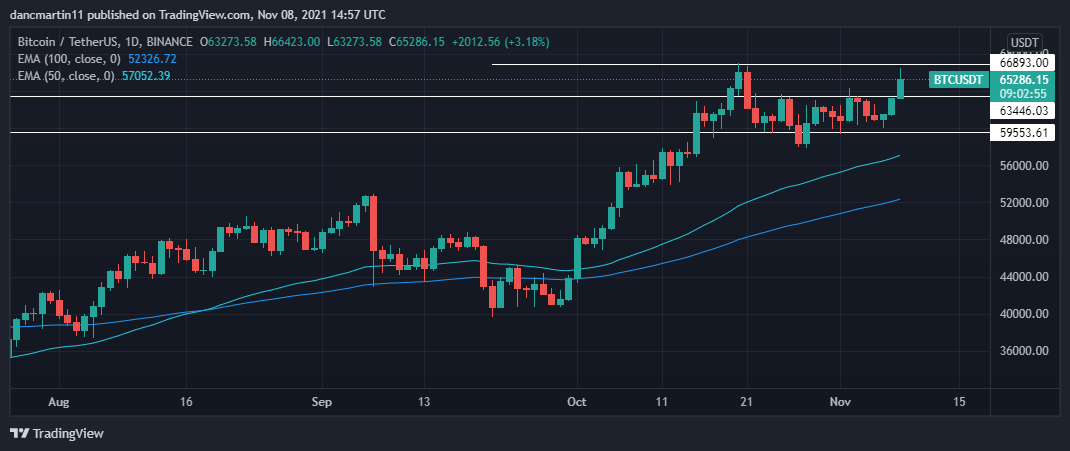 dancmartin11 published on TradingView.com, Nov 08, 2021 14:57 UTC
Bitcoin / TetherUS, 1D, BINANCE O63273.58 H66423.00 L63273.58 C65286.15 +2012.56 (+3.18%)
EMA (100, close, 0) 52326.72
EMA (50, close, 0) 57052.39
USDT
66893.00
BTCUSDT 65286.15
09:02:55
63446.03
59553.61
56000.00
52000.00
48000.00
44000.00
40000.00
36000.00
Aug 16 Sep 13 Oct 11 21 Nov 15
TradingView